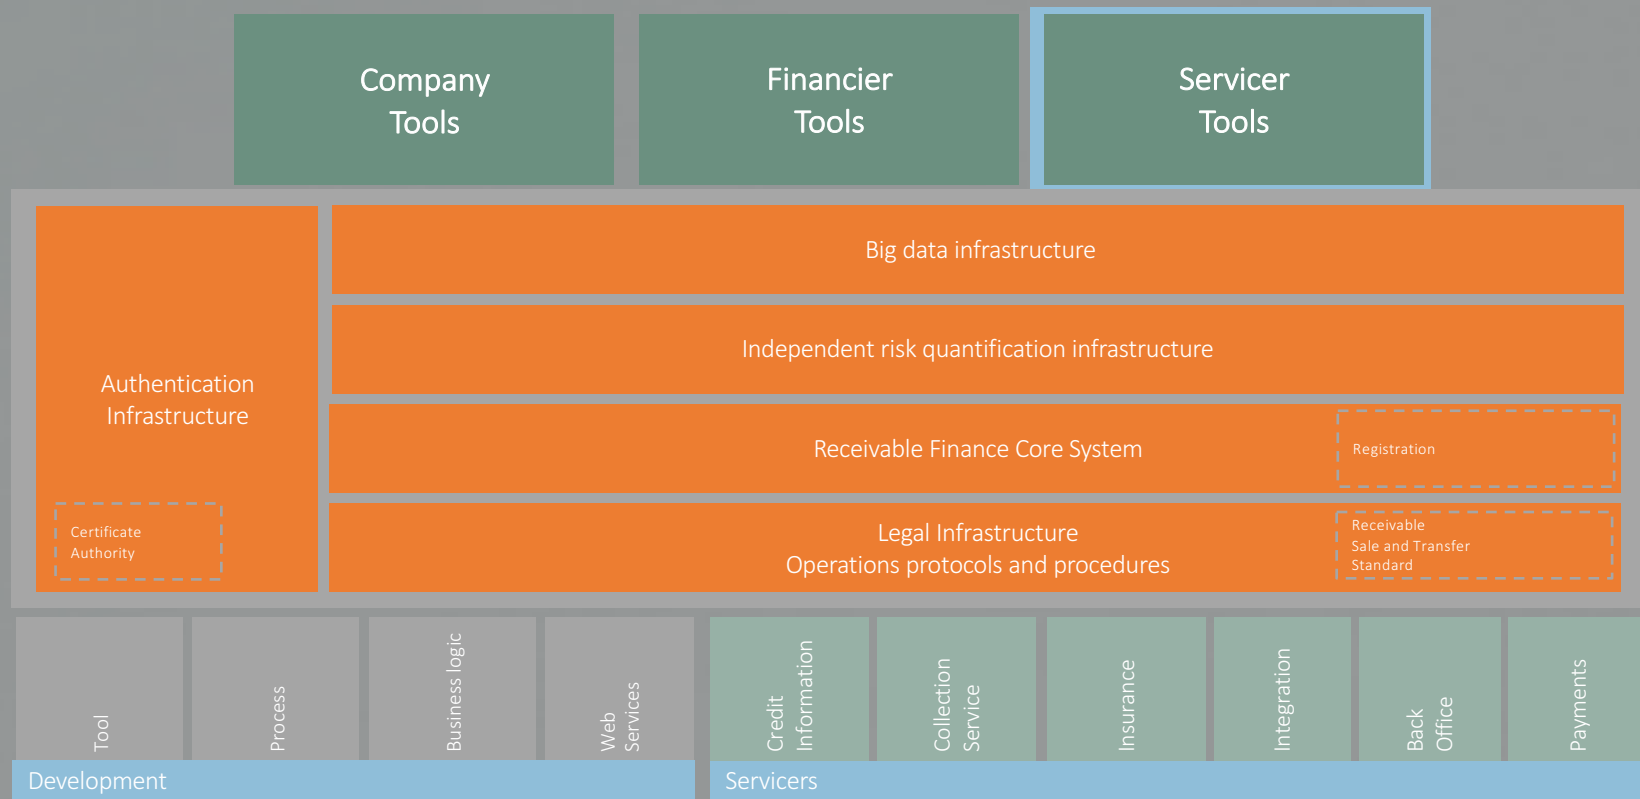 Company
Tools
Financier
Tools
Servicer
Tools
Authentication
Infrastructure
Certificate
Authority
Big data infrastructure
Independent risk quantification infrastructure
Receivable Finance Core System
Registration
Legal Infrastructure
Operations protocols and procedures
Receivable
Sale and Transfer
Standard
Tool
Process
Business logic
Web
Services
Development
Credit
Information
Collection
Service
Insurance
Integration
Back
Office
Payments
Servicers